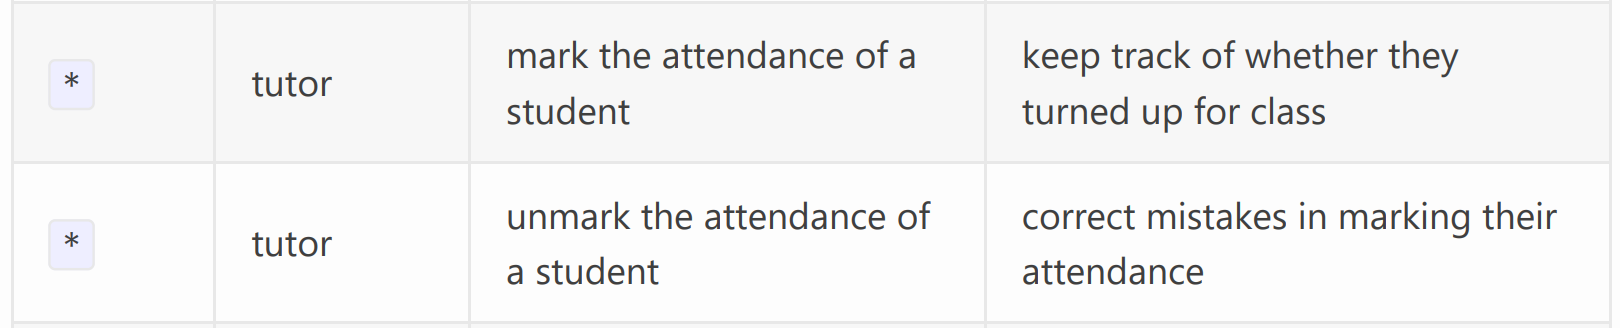 *
tutor
mark the attendance of a
student
keep track of whether they
turned up for class
*
tutor
unmark the attendance of
a student
correct mistakes in marking their
attendance